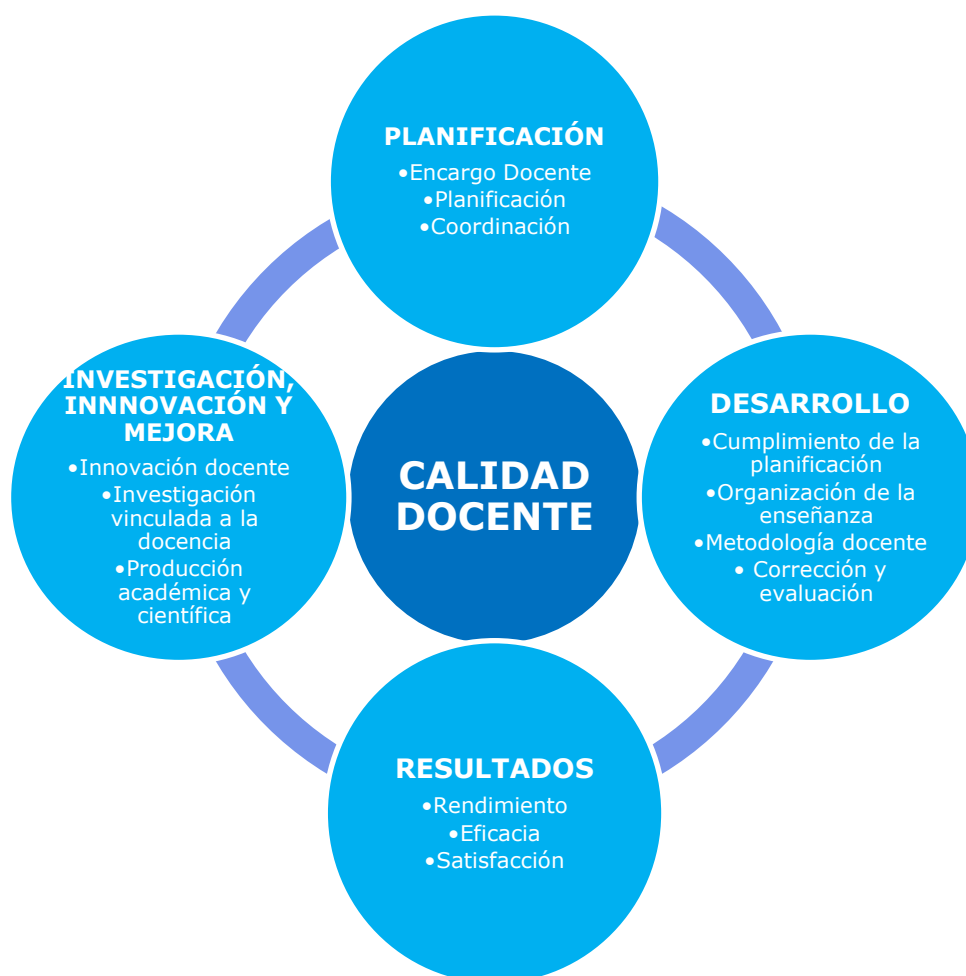 PLANIFICACIÓN
•Encargo Docente
•Planificación
•Coordinación
INVESTIGACIÓN,
INNNOVACIÓN Y
MEJORA
•Innovación docente
•Investigación
vinculada a la
docencia
•Producción
académica y
científica
CALIDAD
DOCENTE
DESARROLLO
•Cumplimiento de la
planificación
•Organización de la
enseñanza
•Metodología docente
• Corrección y
evaluación
RESULTADOS
•Rendimiento
•Eficacia
•Satisfacción